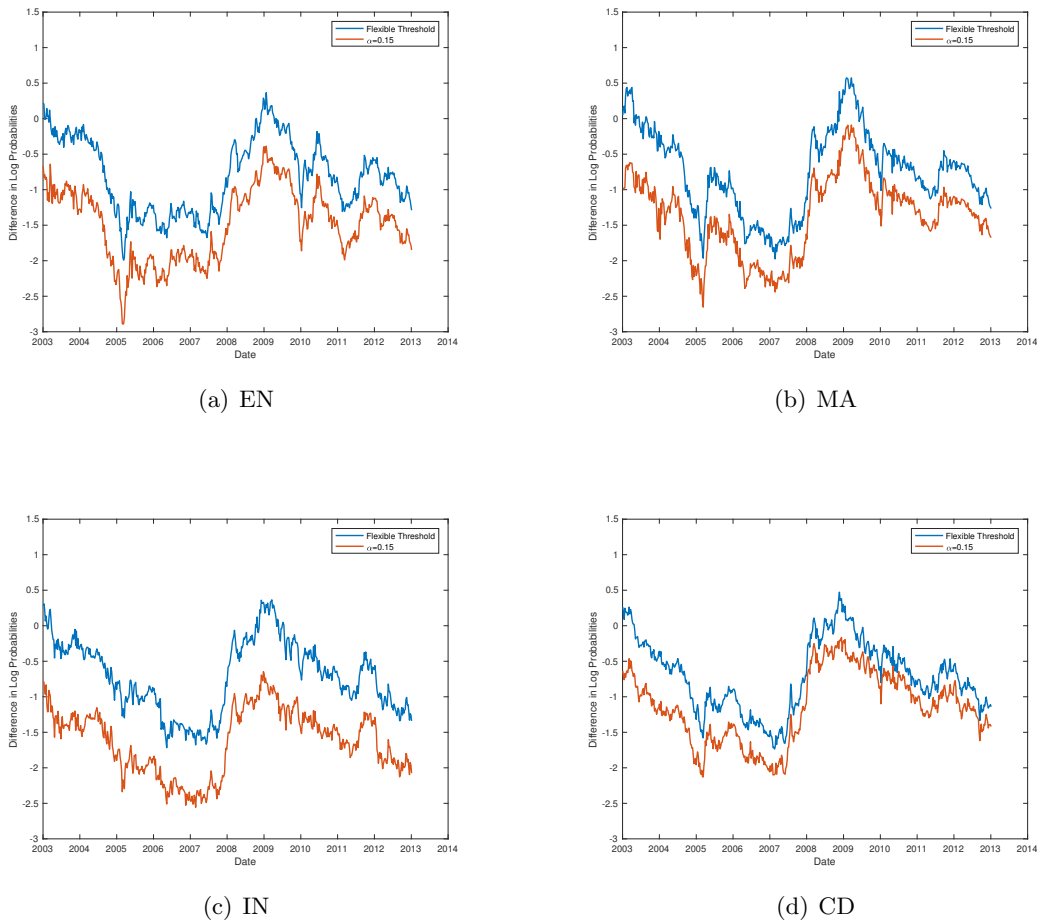 1.5
1
0.5
0
-0.5
-1
-1.5
-2
-2.5
-3
Difference in Log Probabilities
2003 2004 2005 2006 2007 2008 2009 2010 2011 2012 2013 2014
Date
Flexible Threshold
α=0.15
(a) EN
1.5
1
0.5
0
-0.5
-1
-1.5
-2
-2.5
-3
Difference in Log Probabilities
2003 2004 2005 2006 2007 2008 2009 2010 2011 2012 2013 2014
Date
Flexible Threshold
α=0.15
(b) MA
1.5
1
0.5
0
-0.5
-1
-1.5
-2
-2.5
-3
Difference in Log Probabilities
2003 2004 2005 2006 2007 2008 2009 2010 2011 2012 2013 2014
Date
Flexible Threshold
α=0.15
(c) IN
1.5
1
0.5
0
-0.5
-1
-1.5
-2
-2.5
-3
Difference in Log Probabilities
2003 2004 2005 2006 2007 2008 2009 2010 2011 2012 2013 2014
Date
Flexible Threshold
α=0.15
(d) CD